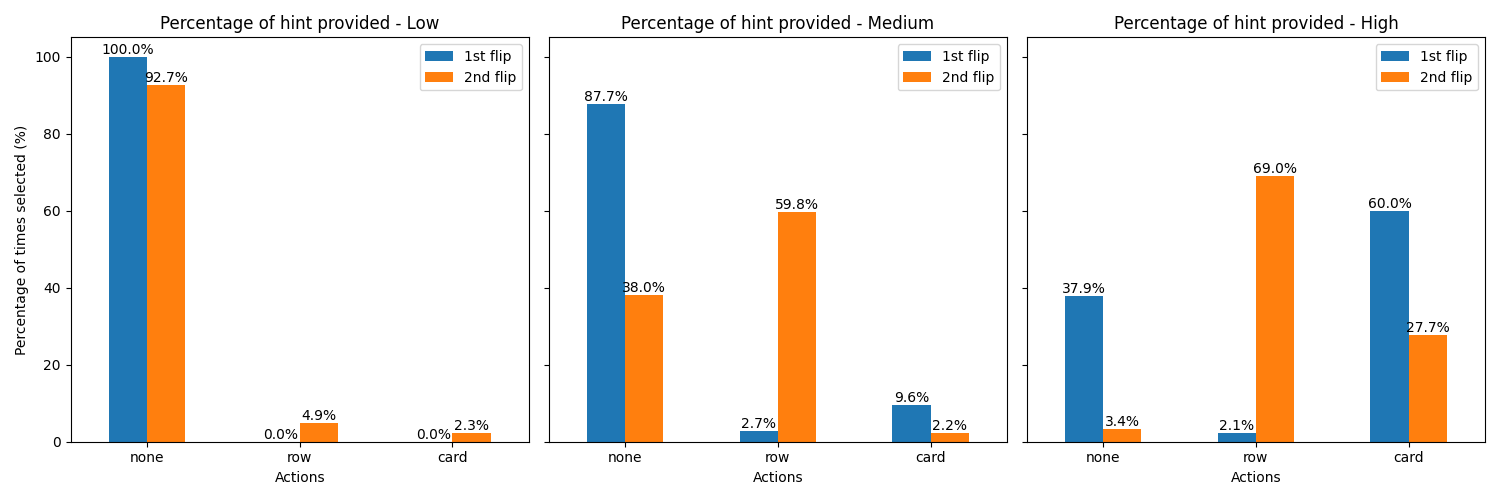 Percentage of hint provided - Low
Percentage of times selected (%)
100
80
60
40
20
0
100.0%
92.7%
0.0%
4.9%
0.0%
2.3%
1st flip
2nd flip
none
row
card
Actions
Percentage of hint provided - Medium
87.7%
38.0%
2.7%
59.8%
9.6%
2.2%
1st flip
2nd flip
none
row
card
Actions
Percentage of hint provided - High
37.9%
3.4%
2.1%
69.0%
60.0%
27.7%
1st flip
2nd flip
none
row
card
Actions